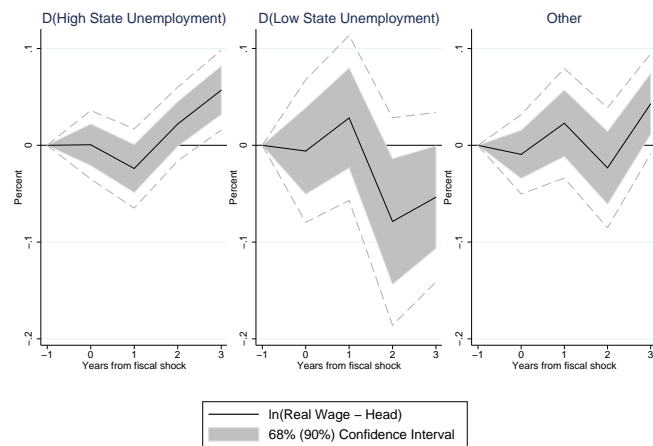 D(High State Unemployment)
D(Low State Unemployment)
Other
.1
0
−.1
−.2
Percent
−1
0
1
2
3
Years from fiscal shock
.1
0
−.1
−.2
Percent
−1
0
1
2
3
Years from fiscal shock
.1
0
−.1
−.2
Percent
−1
0
1
2
3
Years from fiscal shock
ln(Real Wage − Head)
68% (90%) Confidence Interval